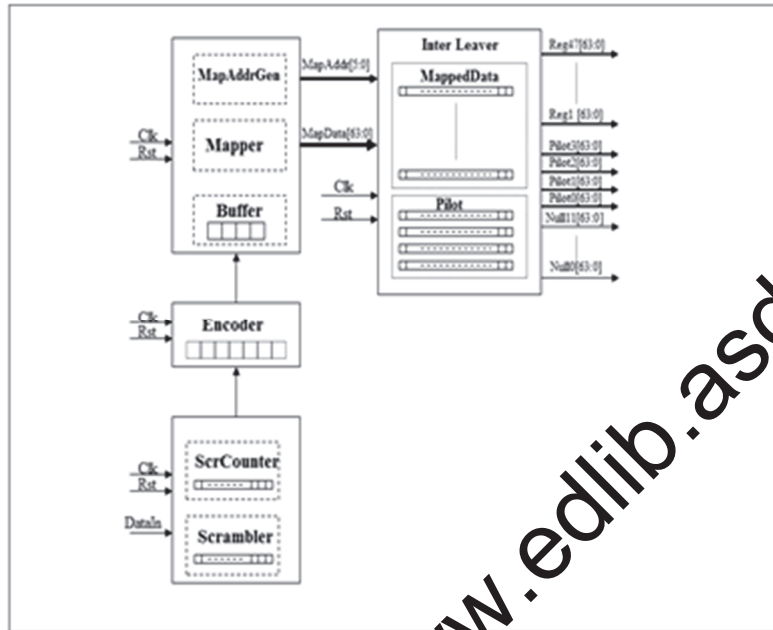 MapAddrGen
Mapper
Buffer
Clk
Rst
MapAddr[5:0]
MapData[63:0]
Inter Leaver
MappedData
Pilot
Clk
Rst
Reg47[63:0]
Reg1 [63:0]
Pilot3[63:0]
Pilot2[63:0]
Pilot1[63:0]
Pilot0[63:0]
Null11[63:0]
Null0[63:0]
Clk
Rst
Encoder
Clk
Rst
DataIn
ScrCounter
Scrambler
w.edlib.asd